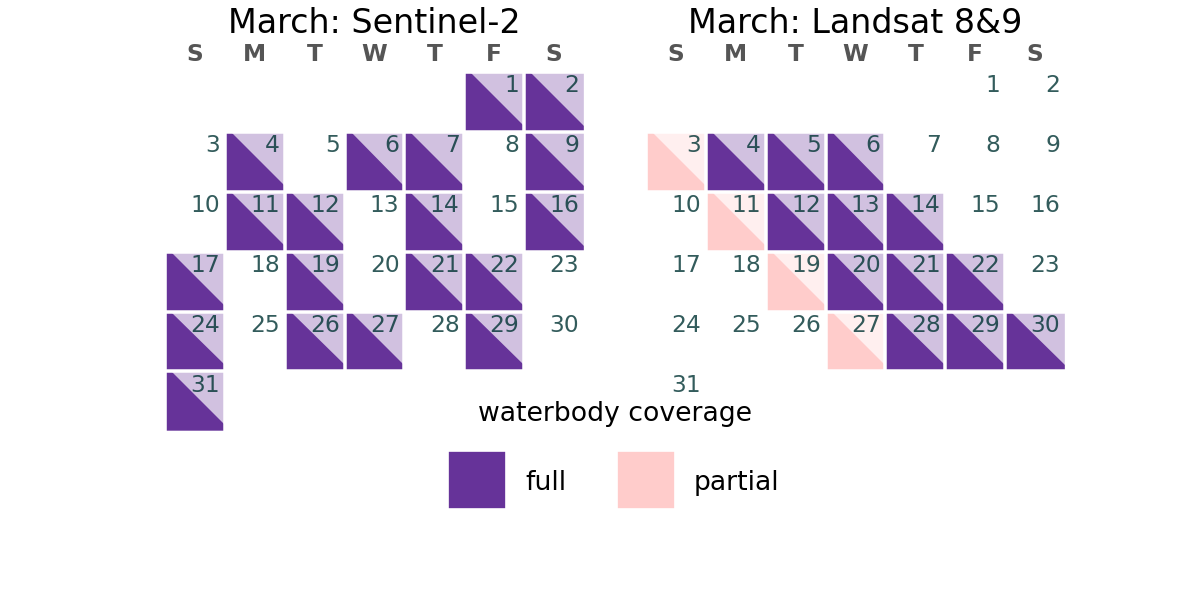 March: Sentinel-2
S M T W T F S
1 2
3 4 5 6 7 8 9
10 11 12 13 14 15 16
17 18 19 20 21 22 23
24 25 26 27 28 29 30
31
March: Landsat 8&9
S M T W T F S
1 2
3 4 5 6 7 8 9
10 11 12 13 14 15 16
17 18 19 20 21 22 23
24 25 26 27 28 29 30
31
waterbody coverage
full partial